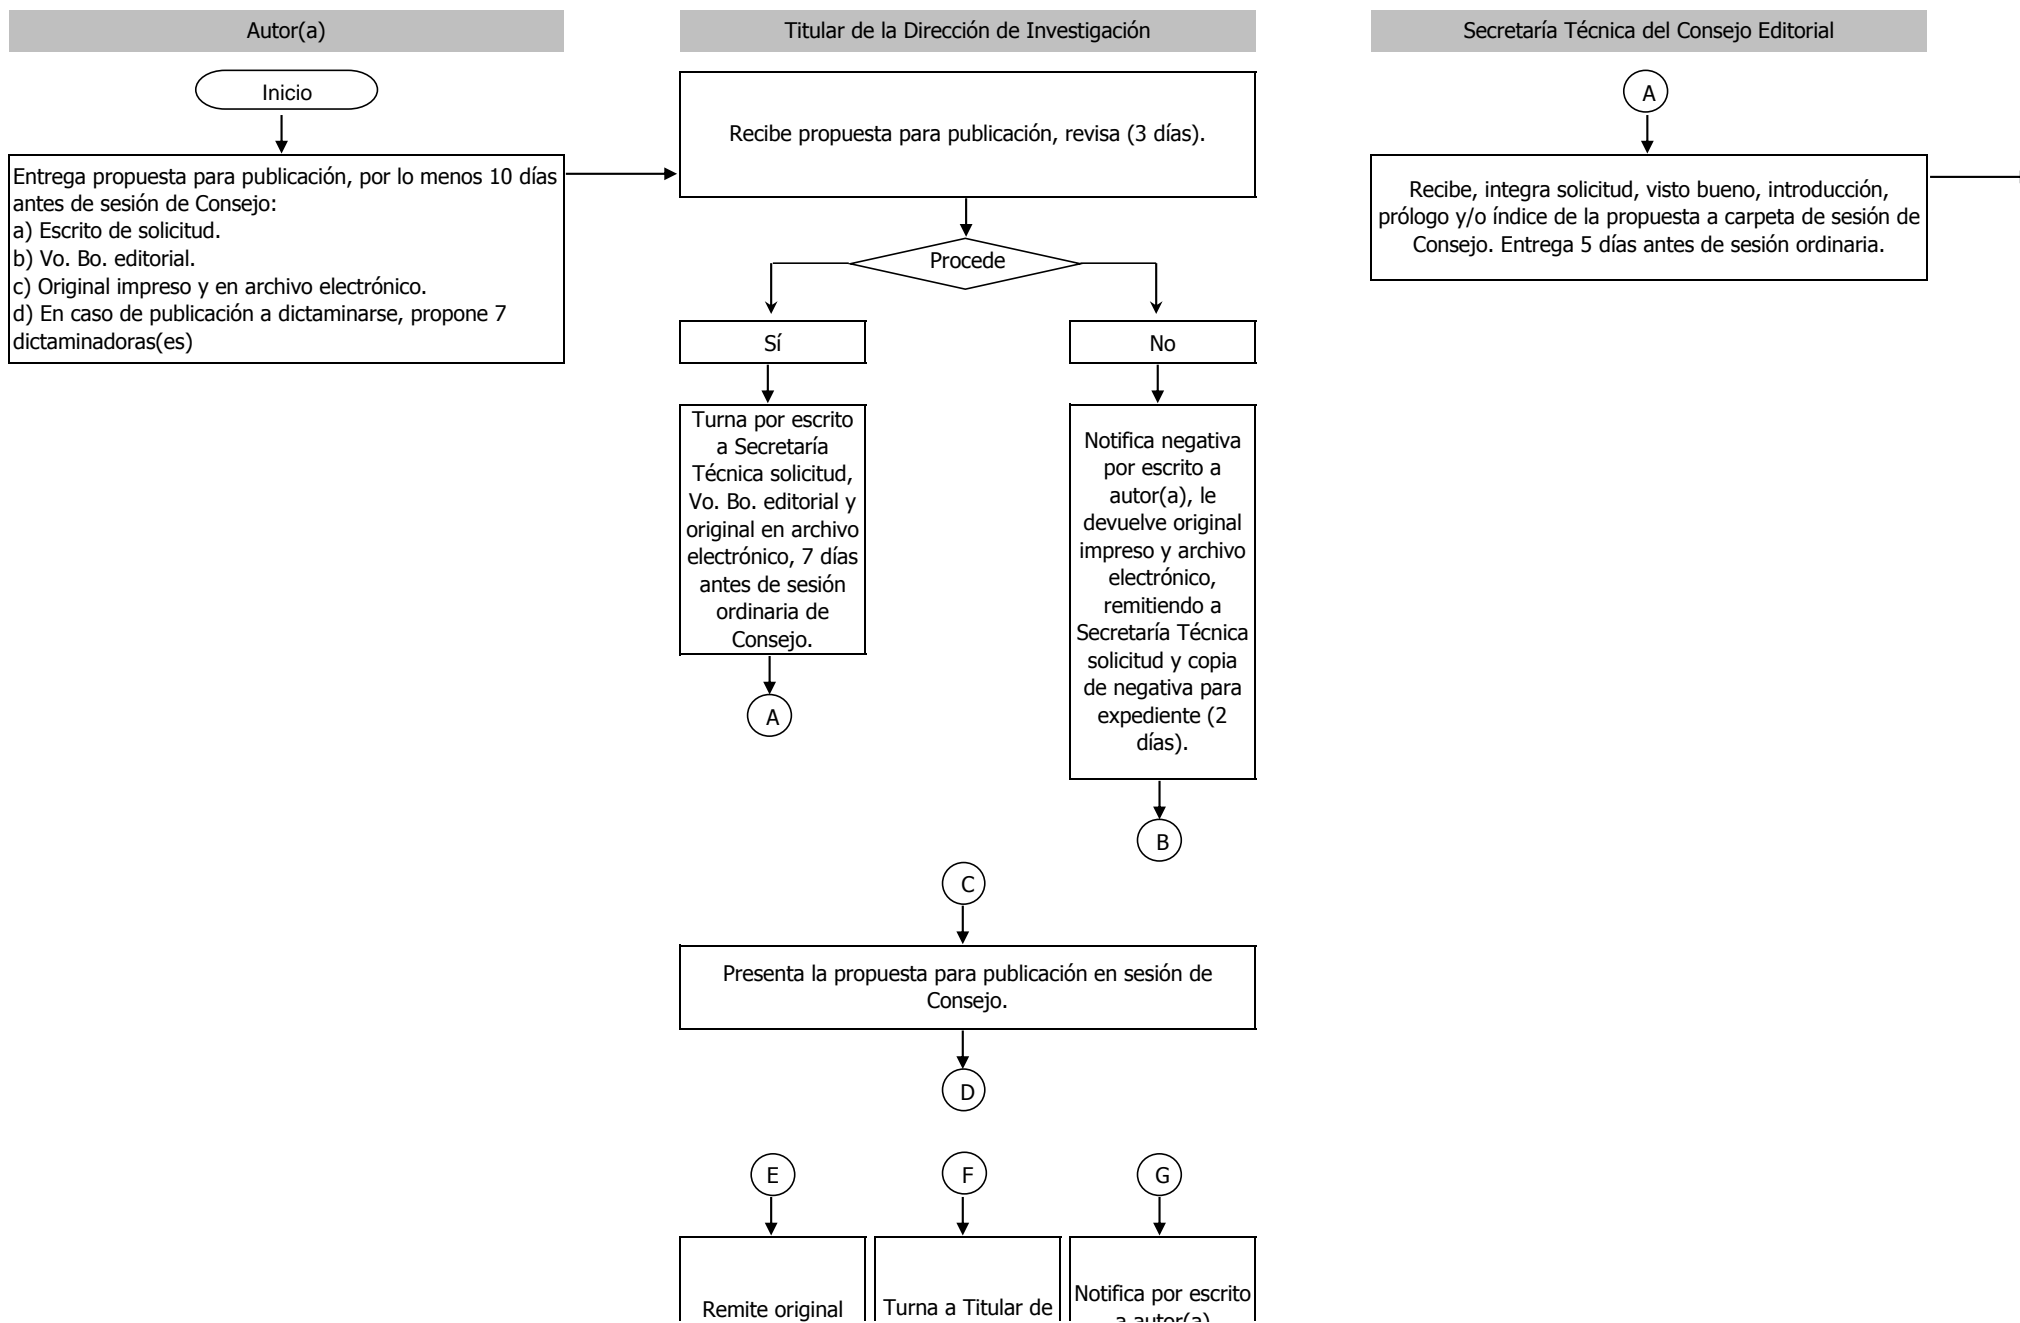 Autor(a)
Titular de la Dirección de Investigación
Secretaría Técnica del Consejo Editorial
Inicio
Entrega propuesta para publicación, por lo menos 10 días
antes de sesión de Consejo:
a) Escrito de solicitud.
b) Vo. Bo. editorial.
c) Original impreso y en archivo electrónico.
d) En caso de publicación a dictaminarse, propone 7
dictaminadoras(es)
Recibe propuesta para publicación, revisa (3 días).
Procede
Sí
No
Turna por escrito
a Secretaría
Técnica solicitud,
Vo. Bo. editorial y
original en archivo
electrónico, 7 días
antes de sesión
ordinaria de
Consejo.
A
Notifica negativa
por escrito a
autor(a), le
devuelve original
impreso y archivo
electrónico,
remitiendo a
Secretaría Técnica
solicitud y copia
de negativa para
expediente (2
días).
B
A
Recibe, integra solicitud, visto bueno, introducción,
prólogo y/o índice de la propuesta a carpeta de sesión de
Consejo. Entrega 5 días antes de sesión ordinaria.
C
Presenta la propuesta para publicación en sesión de
Consejo.
D
E
F
G
Remite original
Turna a Titular de
Notifica por escrito
a autor(a)